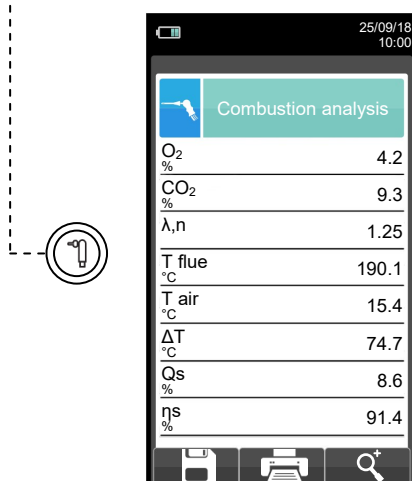 25/09/18
10:00
Combustion analysis
O2
%
4.2
CO2
%
9.3
λ,n
1.25
T flue
°C
190.1
T air
°C
15.4
ΔT
°C
74.7
Qs
%
8.6
ηs
%
91.4